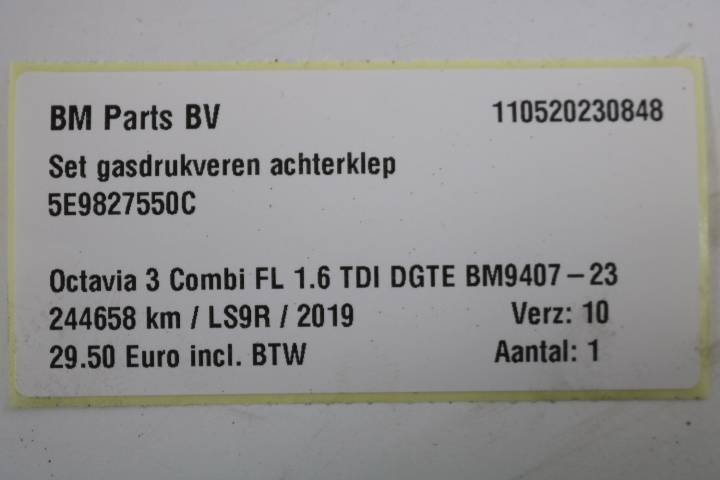 BM Parts BV 110520230848
Set gasdrukveren achterklep
5E9827550C
Octavia 3 Combi FL 1.6 TDI DGTE BM9407-23
244658 km / LS9R / 2019 Verz: 10
29.50 Euro incl. BTW Aantal: 1